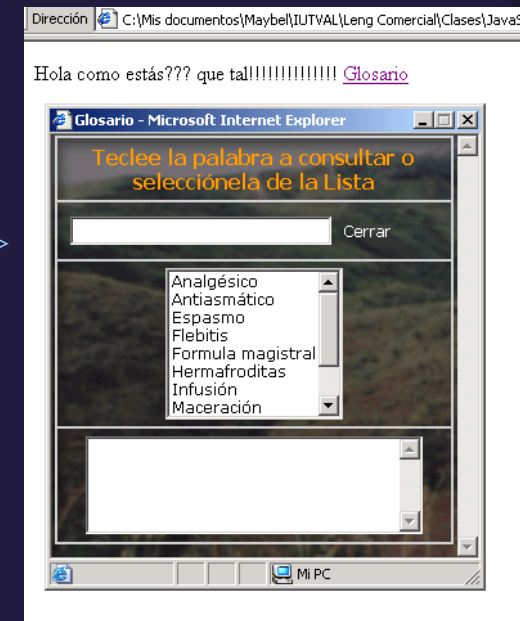 Dirección C:\Mis documentos\Maybel\IUTVAL\Leng Comercial\Clases\JavaS
Hola como estás??? que tal!!!!!!!!!!!!!! Glosario
Glosario - Microsoft Internet Explorer
Teclee la palabra a consultar o
selecciónela de la Lista
Cerrar
Analgésico
Antiasmático
Espasmo
Flebitis
Formula magistral
Hermafroditas
Infusión
Maceración
Mi PC